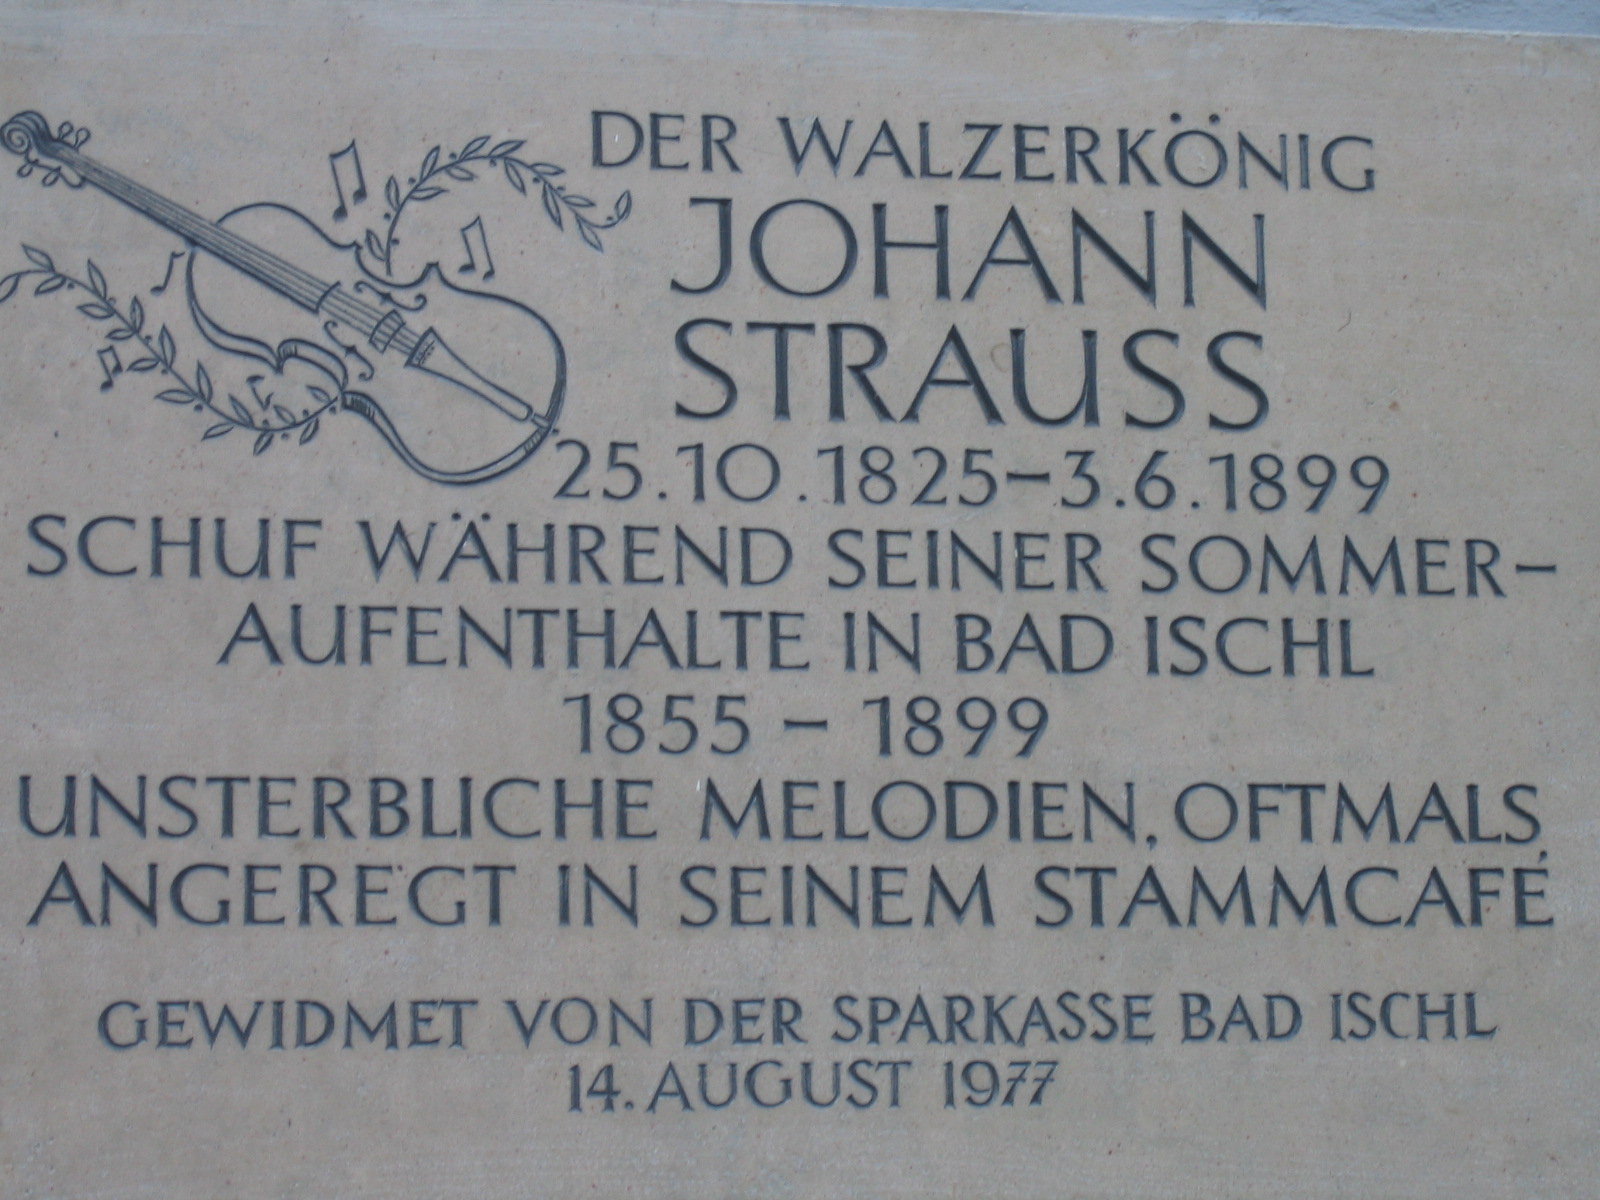 DER WALZERKÖNIG
JOHANN
STRAUSS
25.10.1825-3.6.1899
SCHUF WÄHREND SEINER SOMMER-
AUFENTHALTE IN BAD ISCHL
1855 - 1899
UNSTERBLICHE MELODIEN, OFTMALS,
ANGEREGT IN SEINEM STAMMCAFÉ
GEWIDMET VON DER SPARKASSE BAD ISCHL
14. AUGUST 1977